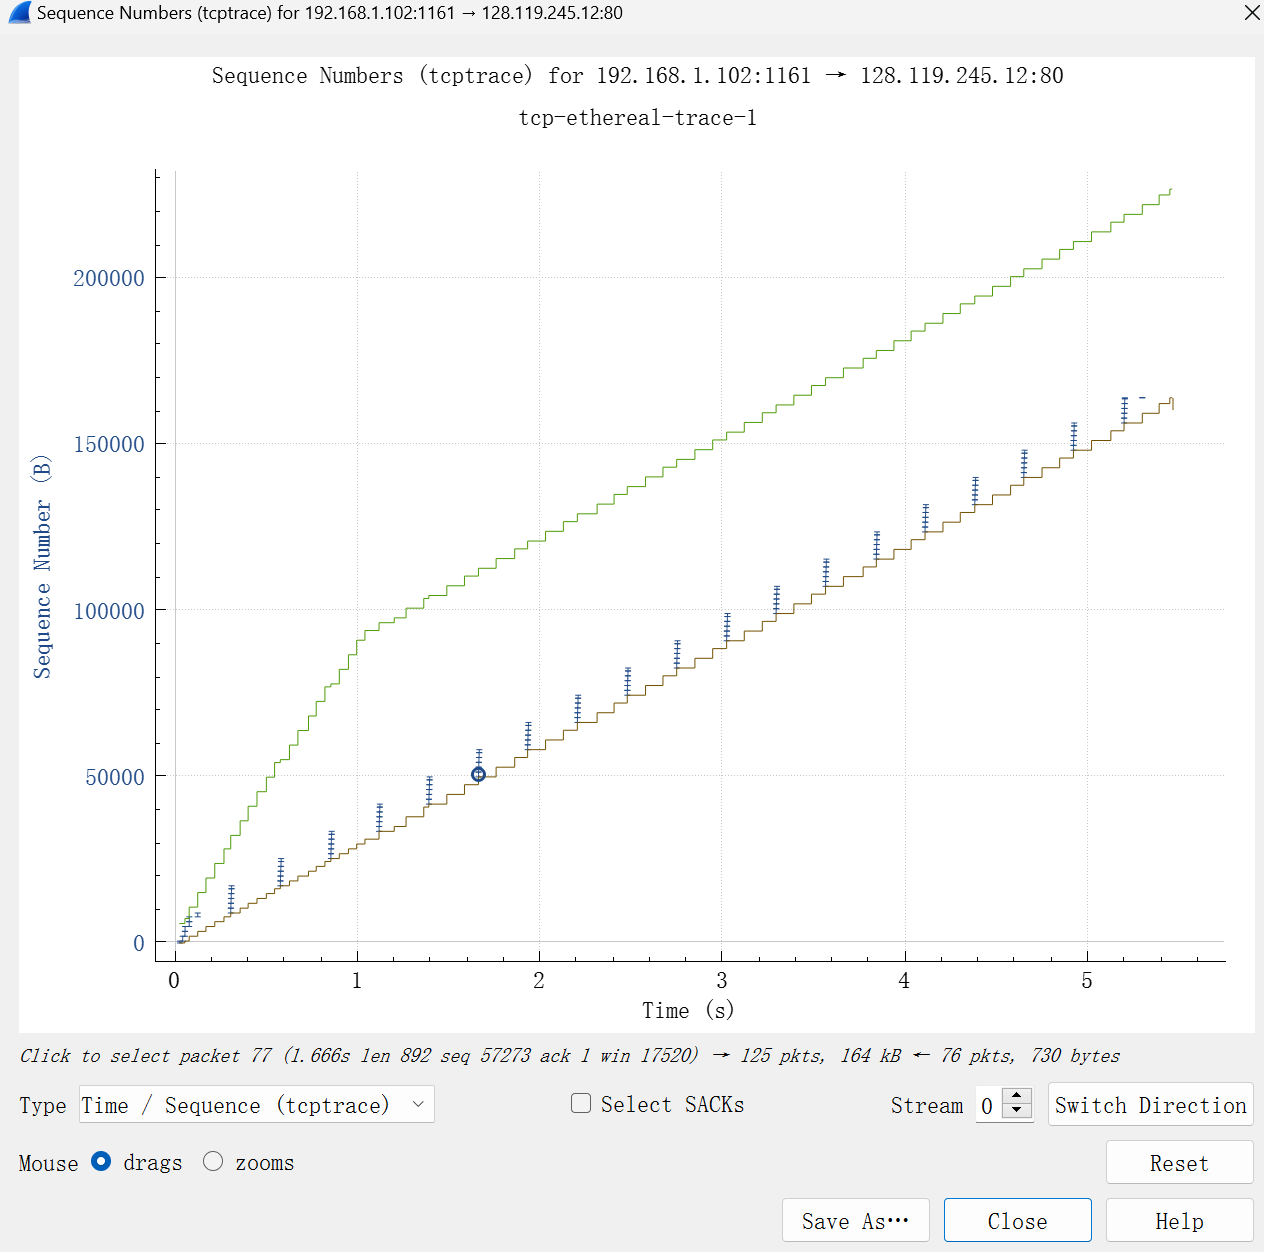 Sequence Numbers (tcptrace) for 192.168.1.102:1161 → 128.119.245.12:80
Sequence Numbers (tcptrace) for 192.168.1.102:1161 → 128.119.245.12:80
tcp-ethereal-trace-1
Sequence Number (B)
200000
150000
100000
50000
0
0 1 2 3 4 5
Time (s)
Click to select packet 77 (1.666s len 892 seq 57273 ack 1 win 17520) → 125 pkts, 164 kB ← 76 pkts, 730 bytes
Type Time / Sequence (tcptrace) Select SACKs Stream 0 Switch Direction
Mouse drags zooms Reset
Save As… Close Help